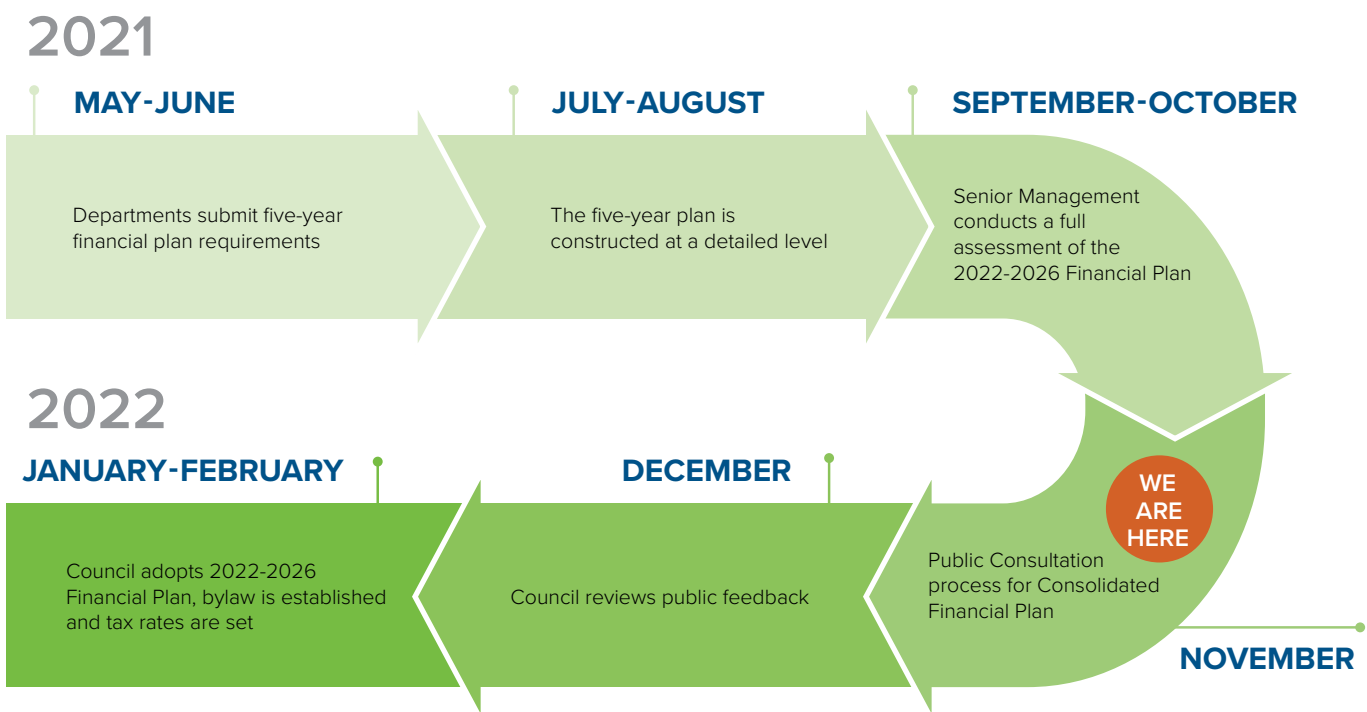 2021
MAY-JUNE
Departments submit five-year
financial plan requirements
JULY-AUGUST
The five-year plan is
constructed at a detailed level
SEPTEMBER-OCTOBER
Senior Management
conducts a full
assessment of the
2022-2026 Financial Plan
WE
ARE
HERE
Public Consultation
process for Consolidated
Financial Plan
NOVEMBER
DECEMBER
Council reviews public feedback
2022
JANUARY-FEBRUARY
Council adopts 2022-2026
Financial Plan, bylaw is established
and tax rates are set